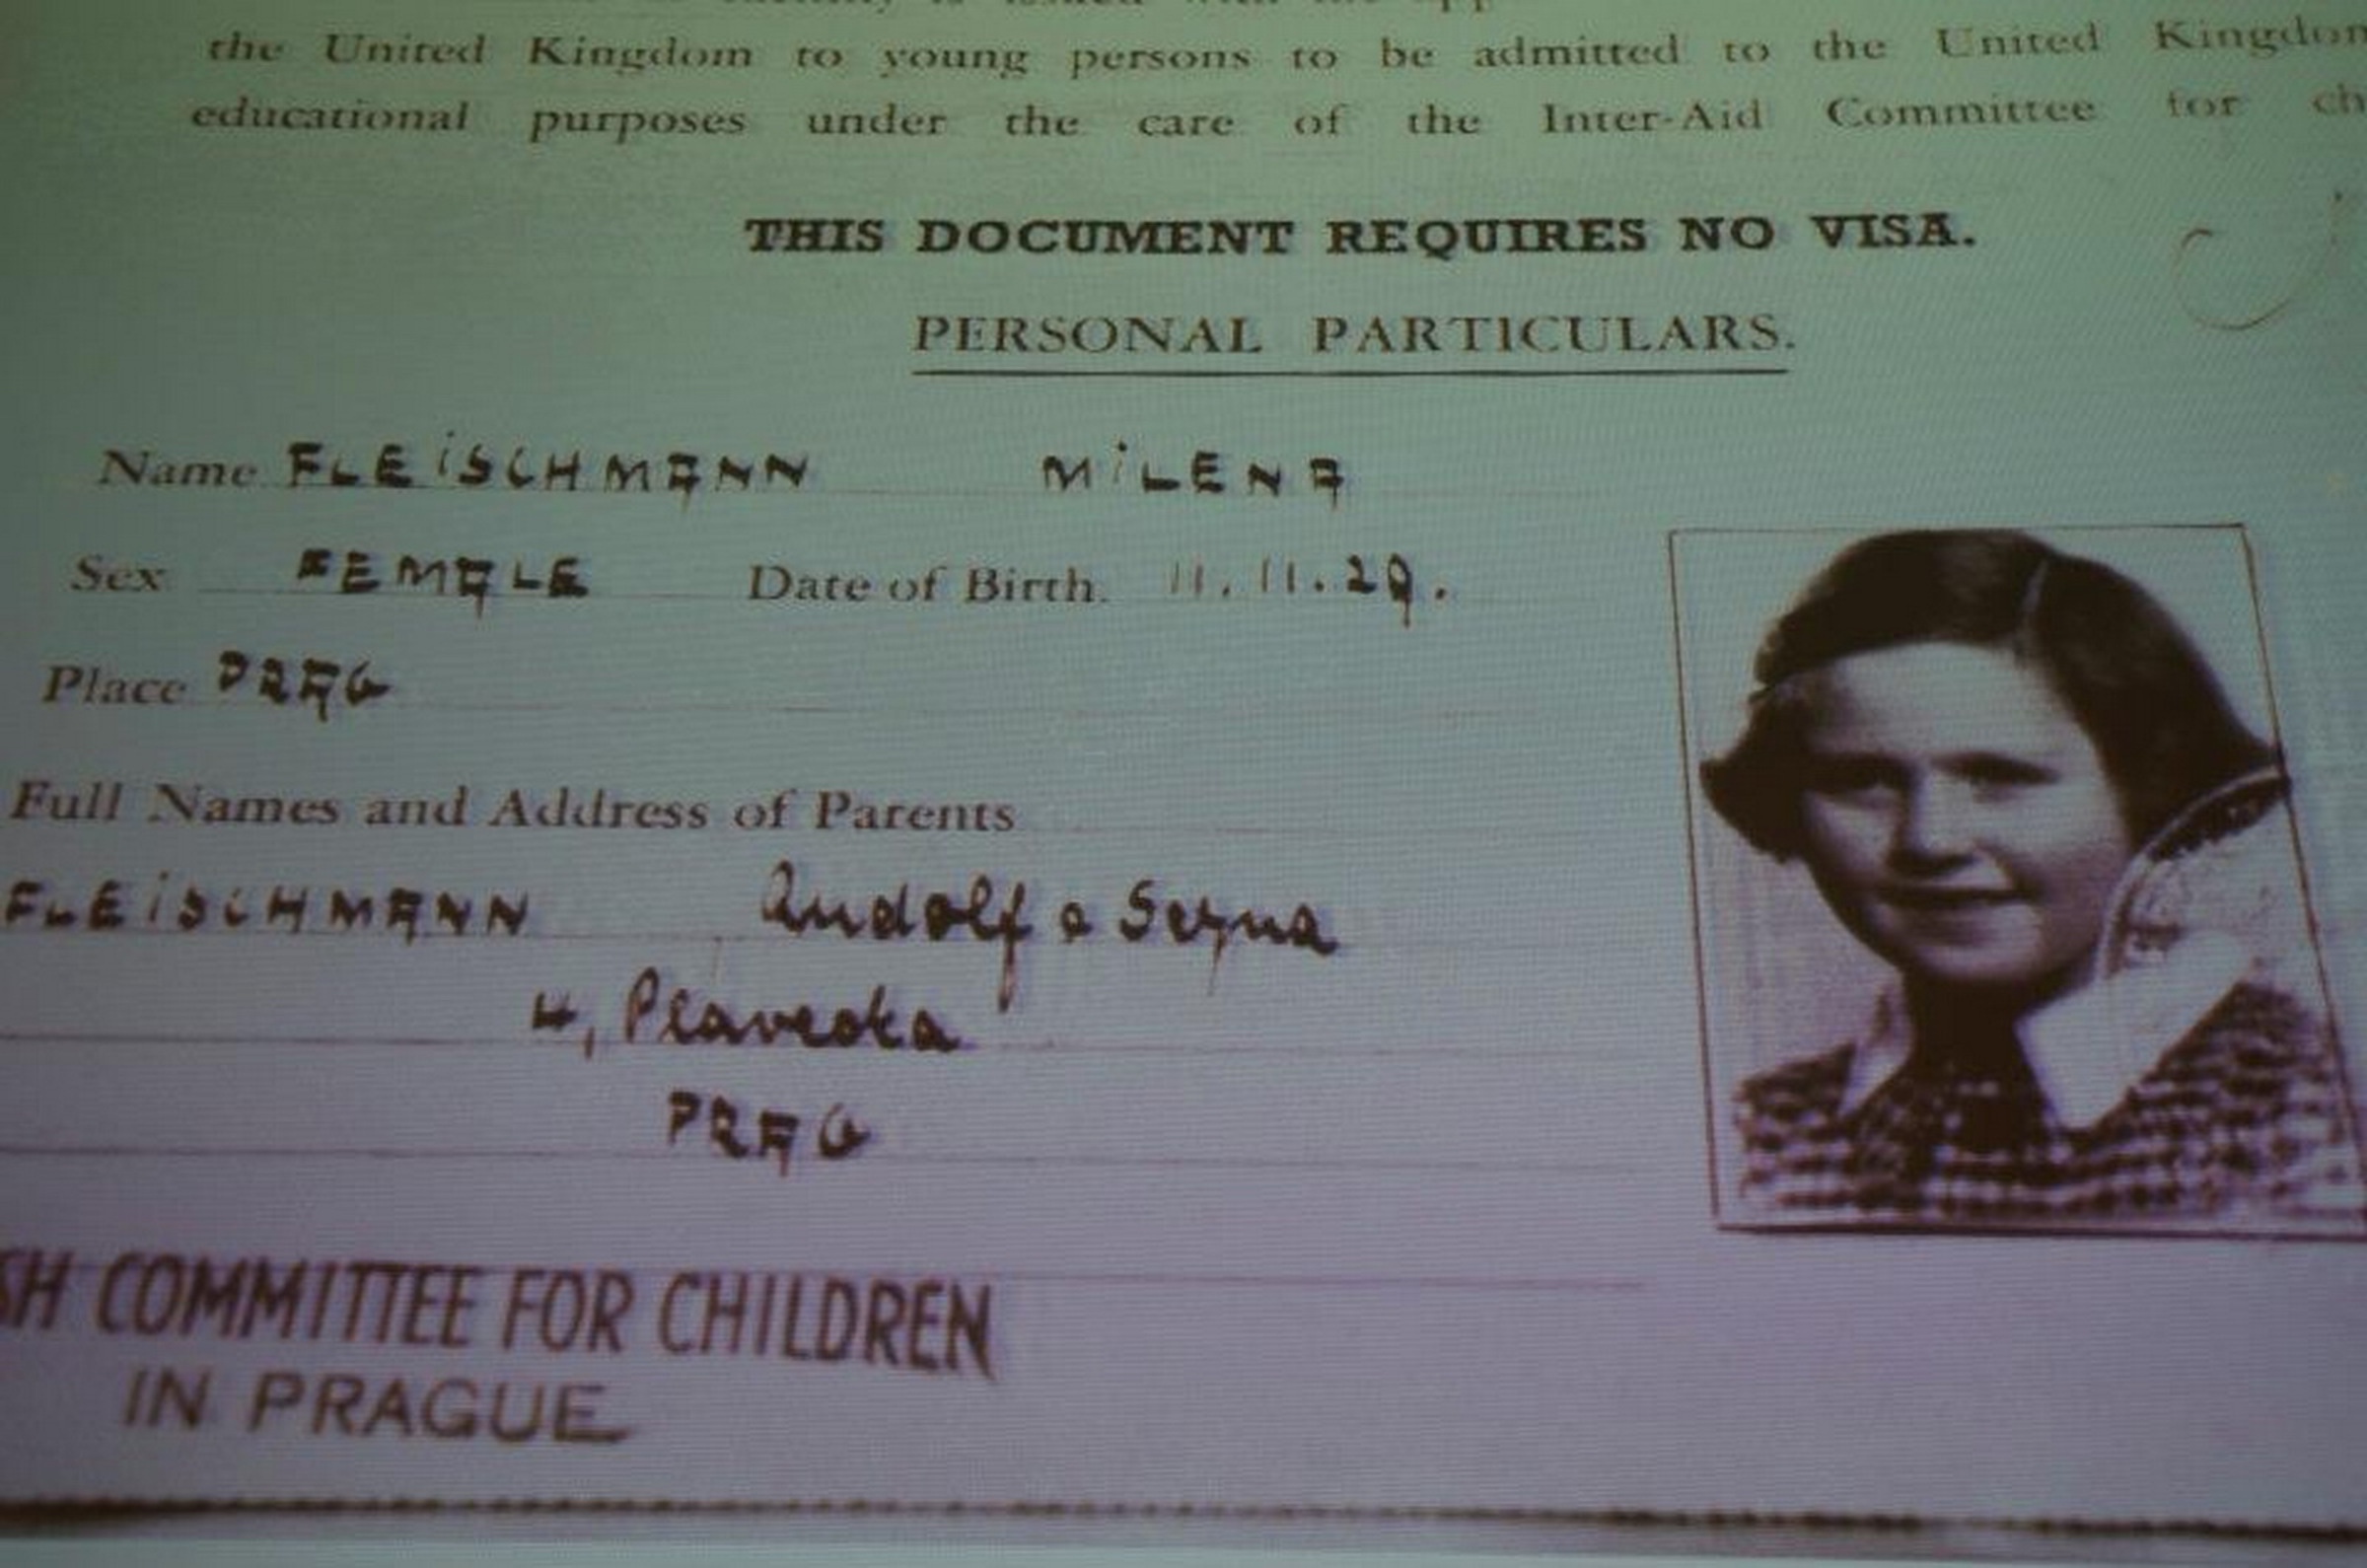 the United Kingdom to young persons to be admitted to the United Kingdom
educational purposes under the care of the Inter-Aid Committee for ch
THIS DOCUMENT REQUIRES NO VISA.
PERSONAL PARTICULARS.
Name FLEiSCHMANN MiLENA
Sex FEMALE Date of Birth. 11.11.29.
Place PRAG
Full Names and Address of Parents
FLEiSCHMANN Rudolf a
4,
PRAG
SH COMMITTEE FOR CHILDREN
IN PRAGUE